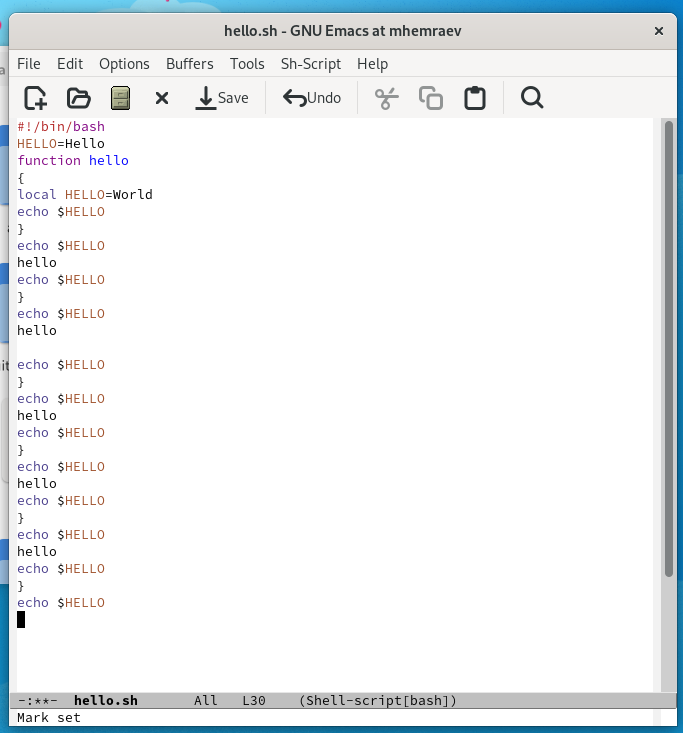 hello.sh - GNU Emacs at mhemraev
File Edit Options Buffers Tools Sh-Script Help
Save Undo
#!/bin/bash
HELLO=Hello
function hello
{
local HELLO=World
echo $HELLO
}
echo $HELLO
hello
echo $HELLO
}
echo $HELLO
hello
echo $HELLO
}
echo $HELLO
hello
echo $HELLO
}
echo $HELLO
hello
echo $HELLO
}
echo $HELLO
hello
echo $HELLO
}
echo $HELLO
-:**- hello.sh All L30 (Shell-script[bash])
Mark set